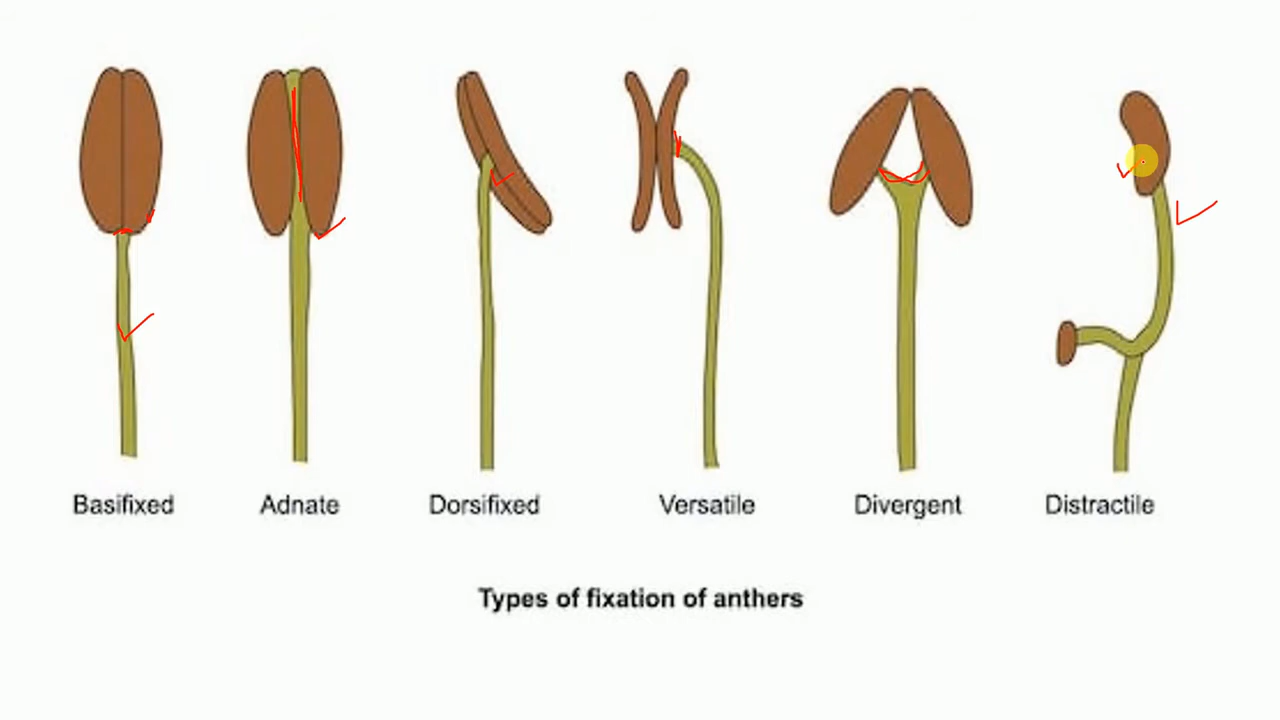 Basifixed Adnate Dorsifixed Versatile Divergent Distractile
Types of fixation of anthers